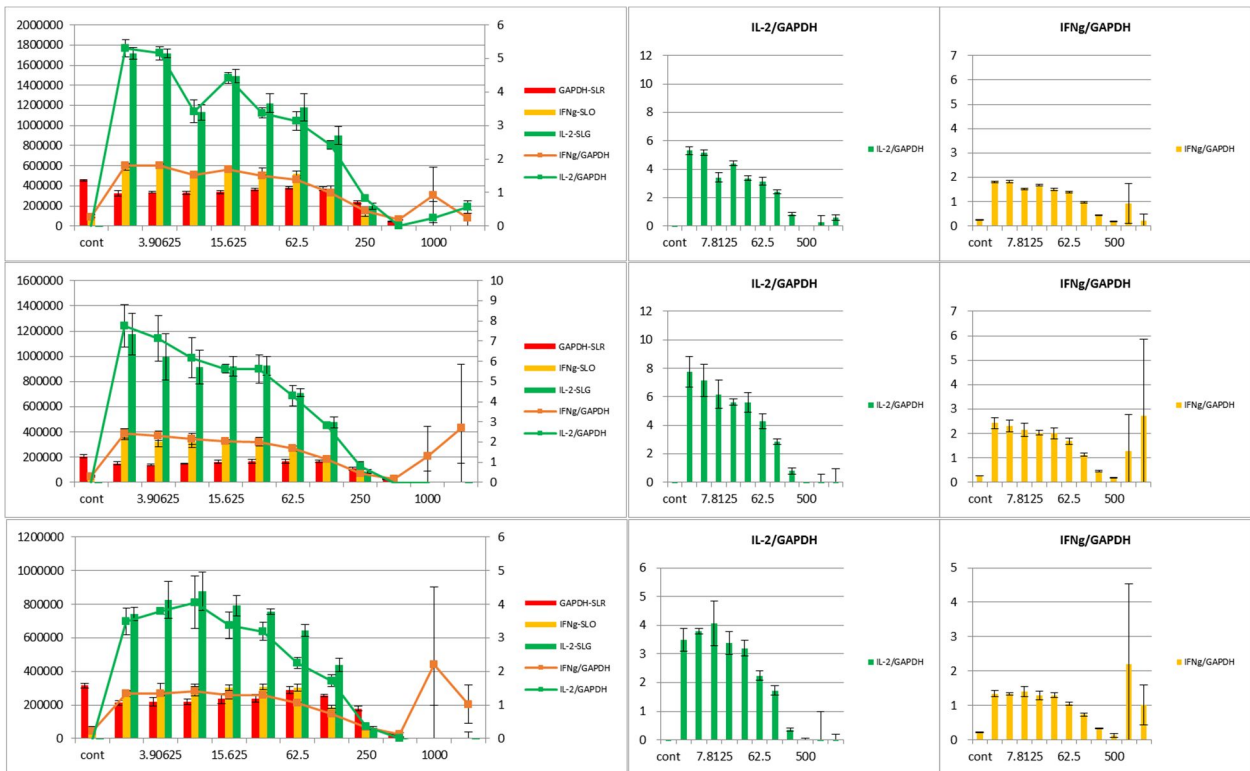 2000000
1800000
1600000
1400000
1200000
1000000
800000
600000
400000
200000
0
6
5
4
3
2
1
0
cont 3.90625 15.625 62.5 250 1000
GAPDH-SLR
IFNg-SLO
IL-2-SLG
IFNg/GAPDH
IL-2/GAPDH
IL-2/GAPDH
12
10
8
6
4
2
0
cont 7.8125 62.5 500
IL-2/GAPDH
IFNg/GAPDH
7
6
5
4
3
2
1
0
cont 7.8125 62.5 500
IFNg/GAPDH
1600000
1400000
1200000
1000000
800000
600000
400000
200000
0
10
9
8
7
6
5
4
3
2
1
0
cont 3.90625 15.625 62.5 250 1000
GAPDH-SLR
IFNg-SLO
IL-2-SLG
IFNg/GAPDH
IL-2/GAPDH
IL-2/GAPDH
12
10
8
6
4
2
0
cont 7.8125 62.5 500
IL-2/GAPDH
IFNg/GAPDH
7
6
5
4
3
2
1
0
cont 7.8125 62.5 500
IFNg/GAPDH
1200000
1000000
800000
600000
400000
200000
0
6
5
4
3
2
1
0
cont 3.90625 15.625 62.5 250 1000
GAPDH-SLR
IFNg-SLO
IL-2-SLG
IFNg/GAPDH
IL-2/GAPDH
IL-2/GAPDH
6
5
4
3
2
1
0
cont 7.8125 62.5 500
IL-2/GAPDH
IFNg/GAPDH
5
4
3
2
1
0
cont 7.8125 62.5 500
IFNg/GAPDH